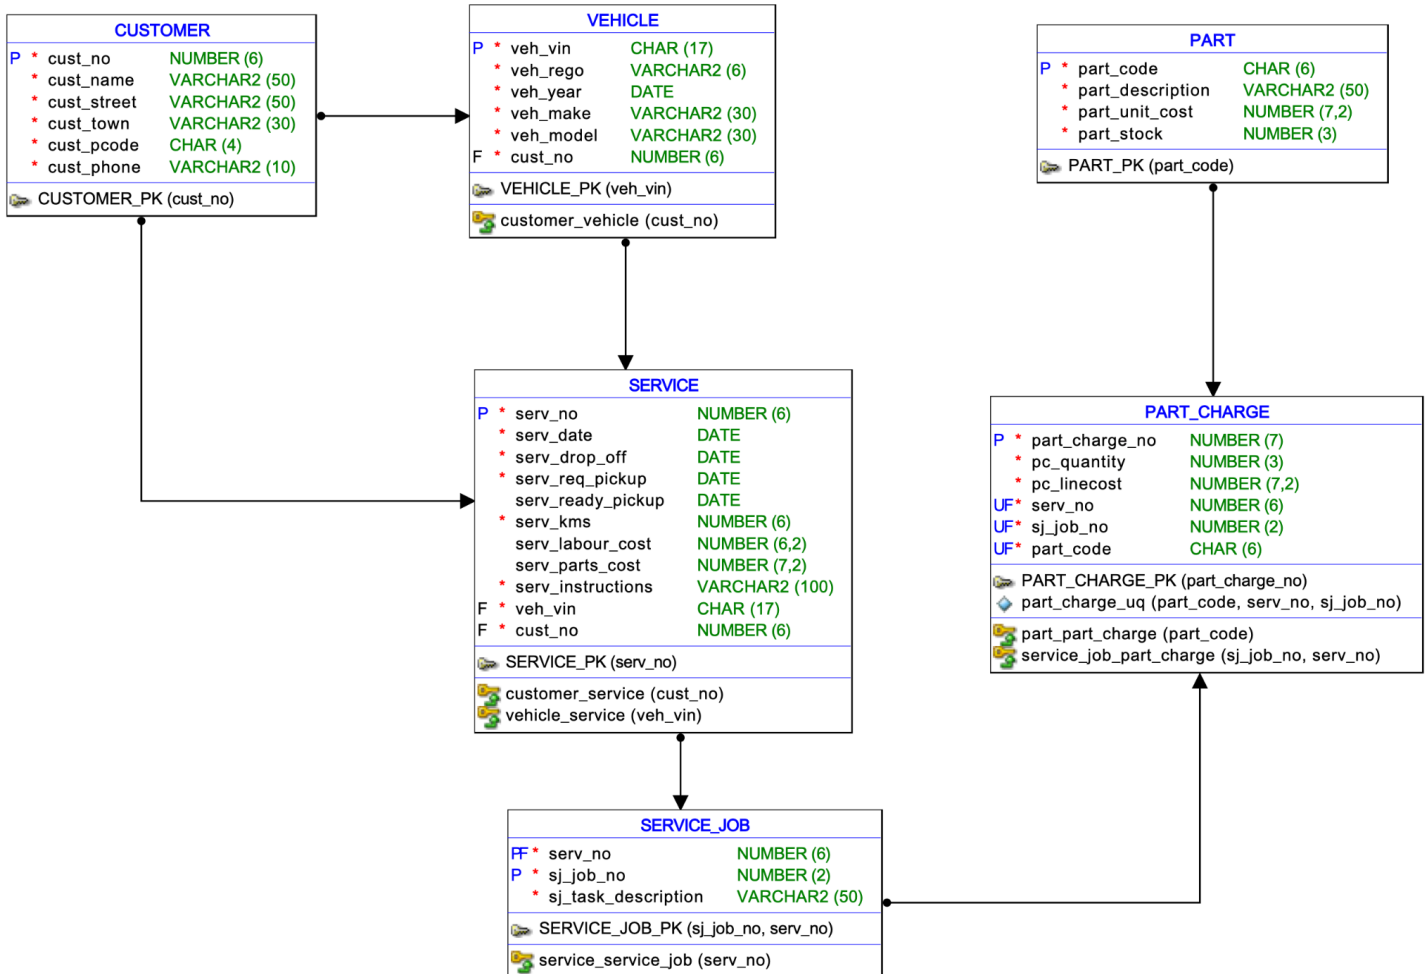 CUSTOMER
P * cust_no NUMBER (6)
* cust_name VARCHAR2 (50)
* cust_street VARCHAR2 (50)
* cust_town VARCHAR2 (30)
* cust_pcode CHAR (4)
* cust_phone VARCHAR2 (10)
CUSTOMER_PK (cust_no)
VEHICLE
P * veh_vin CHAR (17)
* veh_rego VARCHAR2 (6)
* veh_year DATE
* veh_make VARCHAR2 (30)
* veh_model VARCHAR2 (30)
F * cust_no NUMBER (6)
VEHICLE_PK (veh_vin)
customer_vehicle (cust_no)
PART
P * part_code CHAR (6)
* part_description VARCHAR2 (50)
* part_unit_cost NUMBER (7,2)
* part_stock NUMBER (3)
PART_PK (part_code)
SERVICE
P * serv_no NUMBER (6)
* serv_date DATE
* serv_drop_off DATE
* serv_req_pickup DATE
serv_ready_pickup DATE
* serv_kms NUMBER (6)
serv_labour_cost NUMBER (6,2)
serv_parts_cost NUMBER (7,2)
* serv_instructions VARCHAR2 (100)
F * veh_vin CHAR (17)
F * cust_no NUMBER (6)
SERVICE_PK (serv_no)
customer_service (cust_no)
vehicle_service (veh_vin)
PART_CHARGE
P * part_charge_no NUMBER (7)
* pc_quantity NUMBER (3)
* pc_linecost NUMBER (7,2)
UF* serv_no NUMBER (6)
UF* sj_job_no NUMBER (2)
UF* part_code CHAR (6)
PART_CHARGE_PK (part_charge_no)
part_charge_uq (part_code, serv_no, sj_job_no)
part_part_charge (part_code)
service_job_part_charge (sj_job_no, serv_no)
SERVICE_JOB
PF * serv_no NUMBER (6)
P * sj_job_no NUMBER (2)
* sj_task_description VARCHAR2 (50)
SERVICE_JOB_PK (sj_job_no, serv_no)
service_service_job (serv_no)